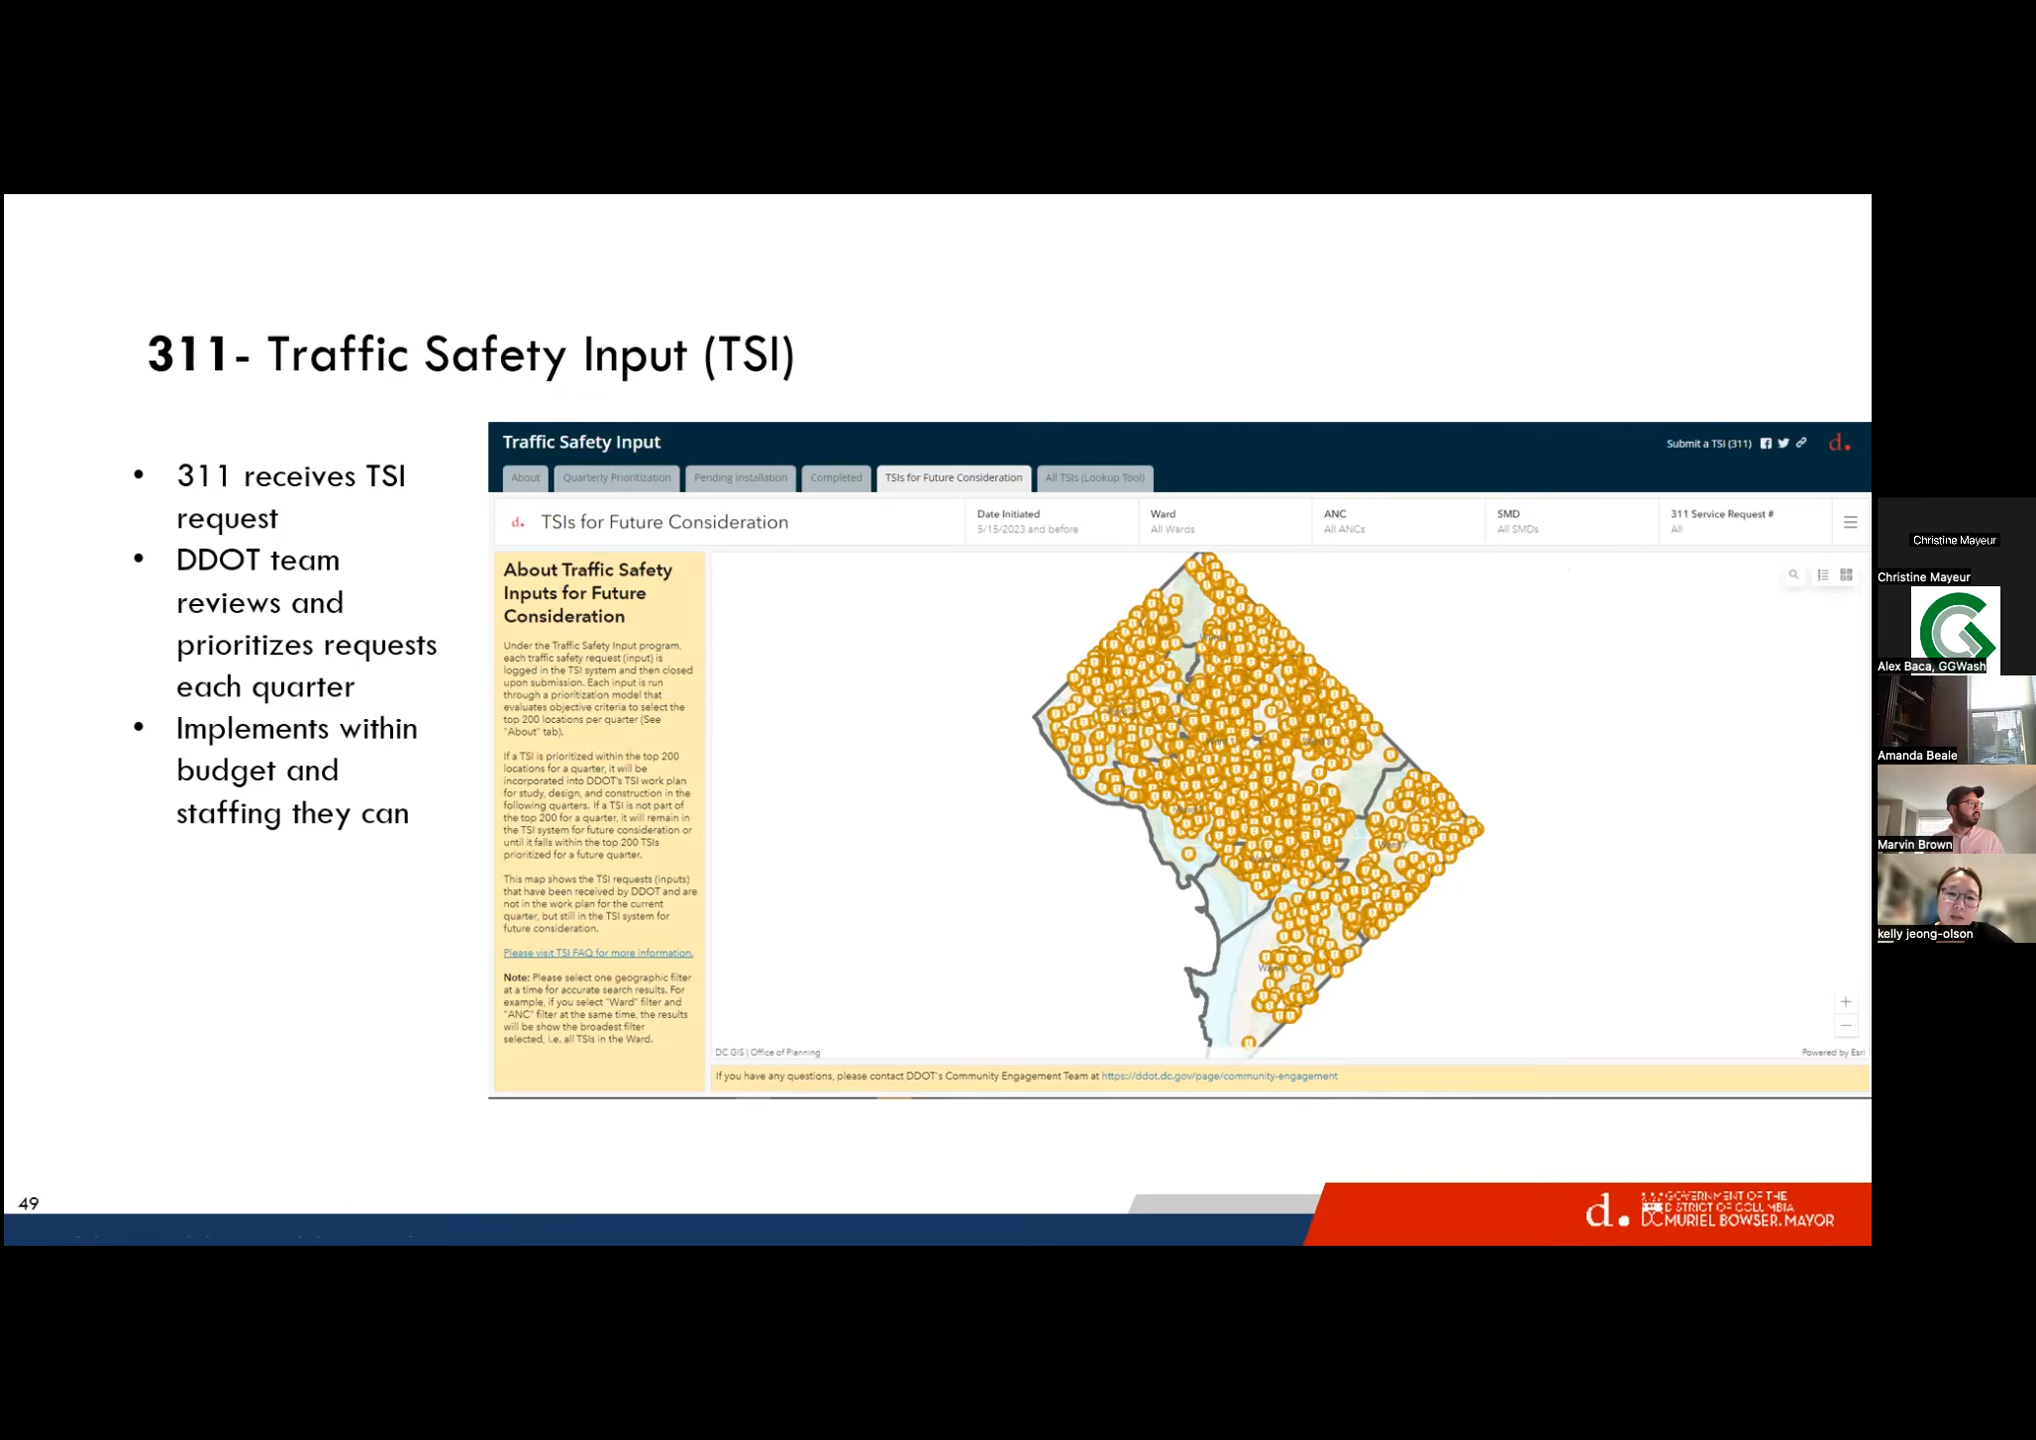 311- Traffic Safety Input (TSI)
• 311 receives TSI
request
• DDOT team
reviews and
prioritizes requests
each quarter
• Implements within
budget and
staffing they can
Traffic Safety Input
Submit a TSI (311)
d.
About
Quarterly Prioritization
Pending Installation
Completed
TSIs for Future Consideration
All TSIs (Lookup Tool)
d. TSIs for Future Consideration
Date Initiated
5/15/2023 and before
Ward
All Wards
ANC
All ANCs
SMD
All SMDs
311 Service Request #
All
About Traffic Safety
Inputs for Future
Consideration
Under the Traffic Safety Input program,
each traffic safety request (input) is
logged in the TSI system and then closed
upon submission. Each input is run
through a prioritization model that
evaluates objective criteria to select the
top 200 locations per quarter (See
"About" tab).
If a TSI is prioritized within the top 200
locations for a quarter, it will be
incorporated into DDOT's TSI work plan
for study, design, and construction in the
following quarters. If a TSI is not part of
the top 200 for a quarter, it will remain in
the TSI system for future consideration or
until it falls within the top 200 TSIs
prioritized for a future quarter.
This map shows the TSI requests (inputs)
that have been received by DDOT and are
not in the work plan for the current
quarter, but still in the TSI system for
future consideration.
Please visit TSI FAQ for more information.
Note: Please select one geographic filter
at a time for accurate search results. For
example, if you select "Ward" filter and
"ANC" filter at the same time, the results
will be show the broadest filter
selected, i.e. all TSIs in the Ward.
DC GIS | Office of Planning
Powered by Esri
If you have any questions, please contact DDOT's Community Engagement Team at https://ddot.dc.gov/page/community-engagement
49
d.
GOVERNMENT OF THE
DISTRICT OF COLUMBIA
DC MURIEL BOWSER, MAYOR
Christine Mayeur
Christine Mayeur
Alex Baca, GGWash
Amanda Beale
Marvin Brown
kelly jeong-olson